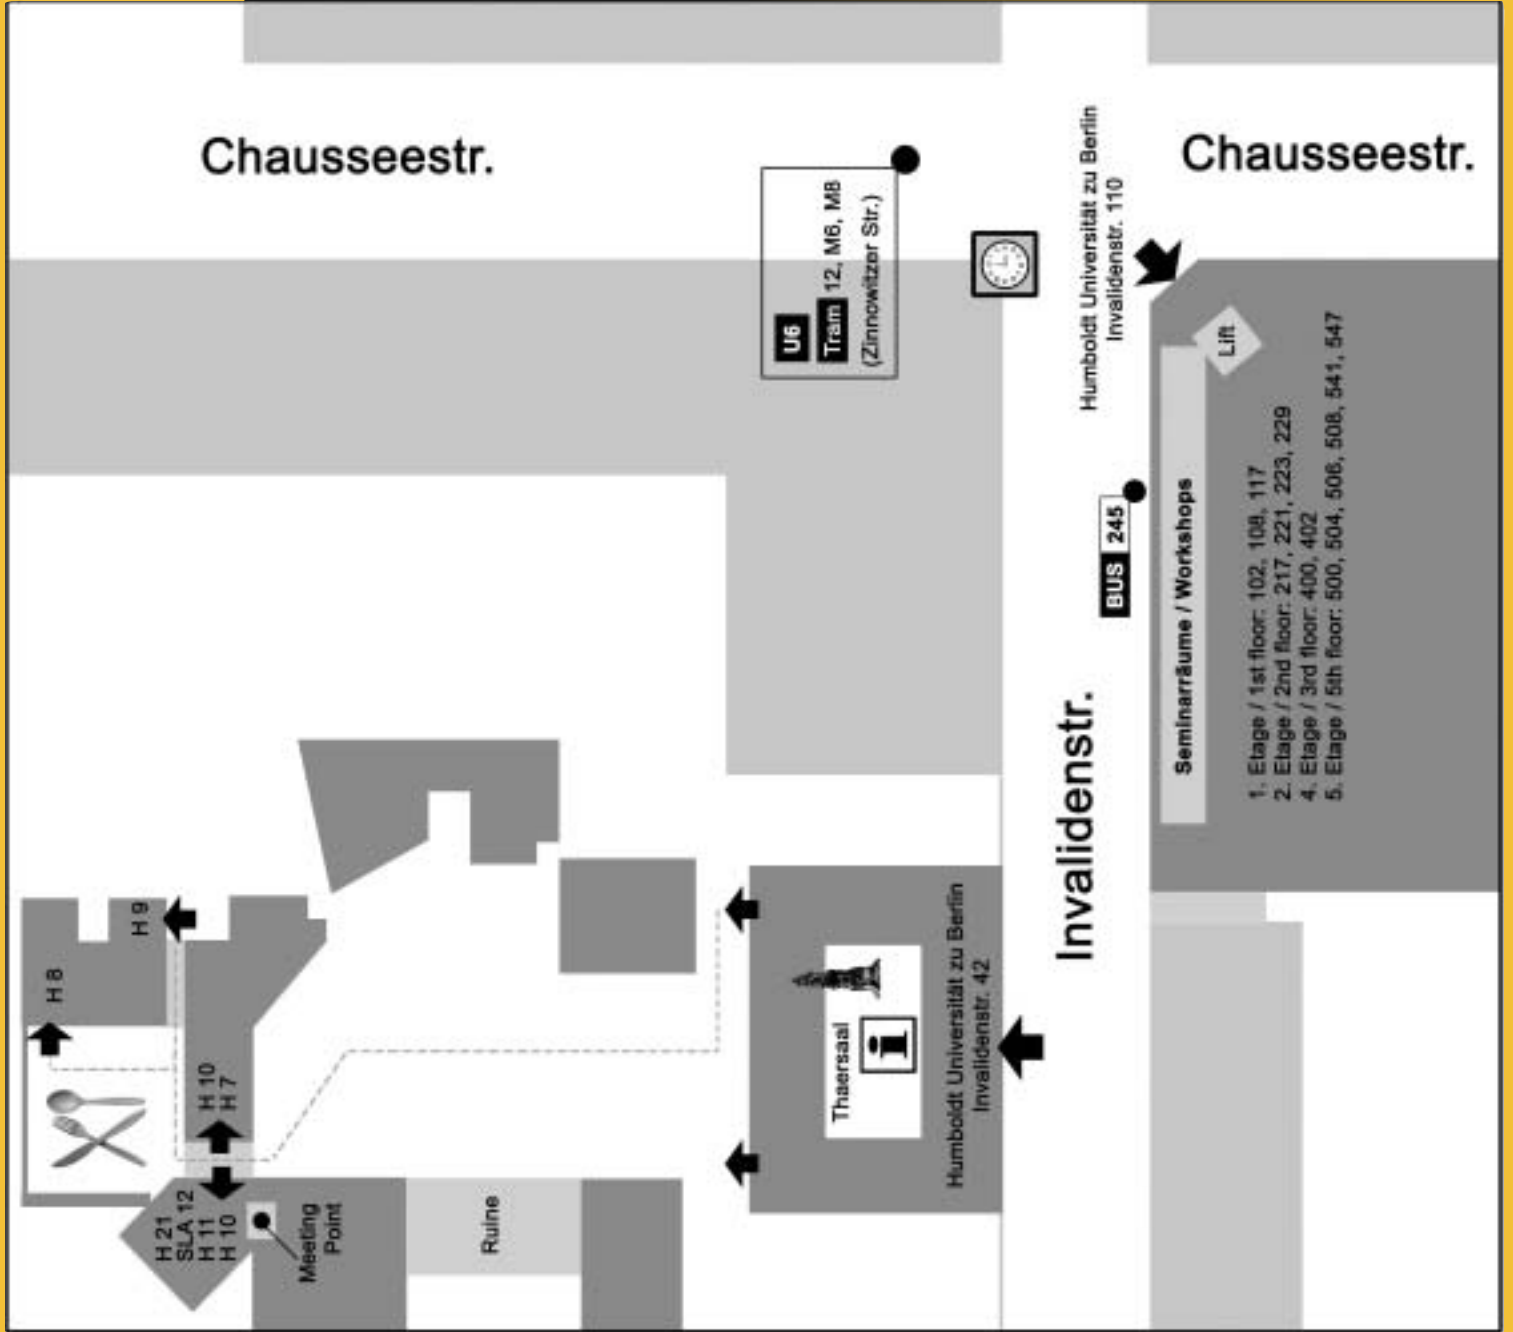 Chausseestr.
Chausseestr.
U6
Tram 12, M6, M8
(Zinnowitzer Str.)
Humboldt Universität zu Berlin
Invalidenstr. 110
Lift
BUS 245
Seminarräume / Workshops
1. Etage / 1st floor: 102, 108, 117
2. Etage / 2nd floor: 217, 221, 223, 229
4. Etage / 3rd floor: 400, 402
5. Etage / 5th floor: 500, 504, 506, 508, 541, 547
Invalidenstr.
H 9
H 8
H 10
H 7
H 21
SLA 12
H 11
H 10
Meeting
Point
Ruine
Thaersaal
i
Humboldt Universität zu Berlin
Invalidenstr. 42